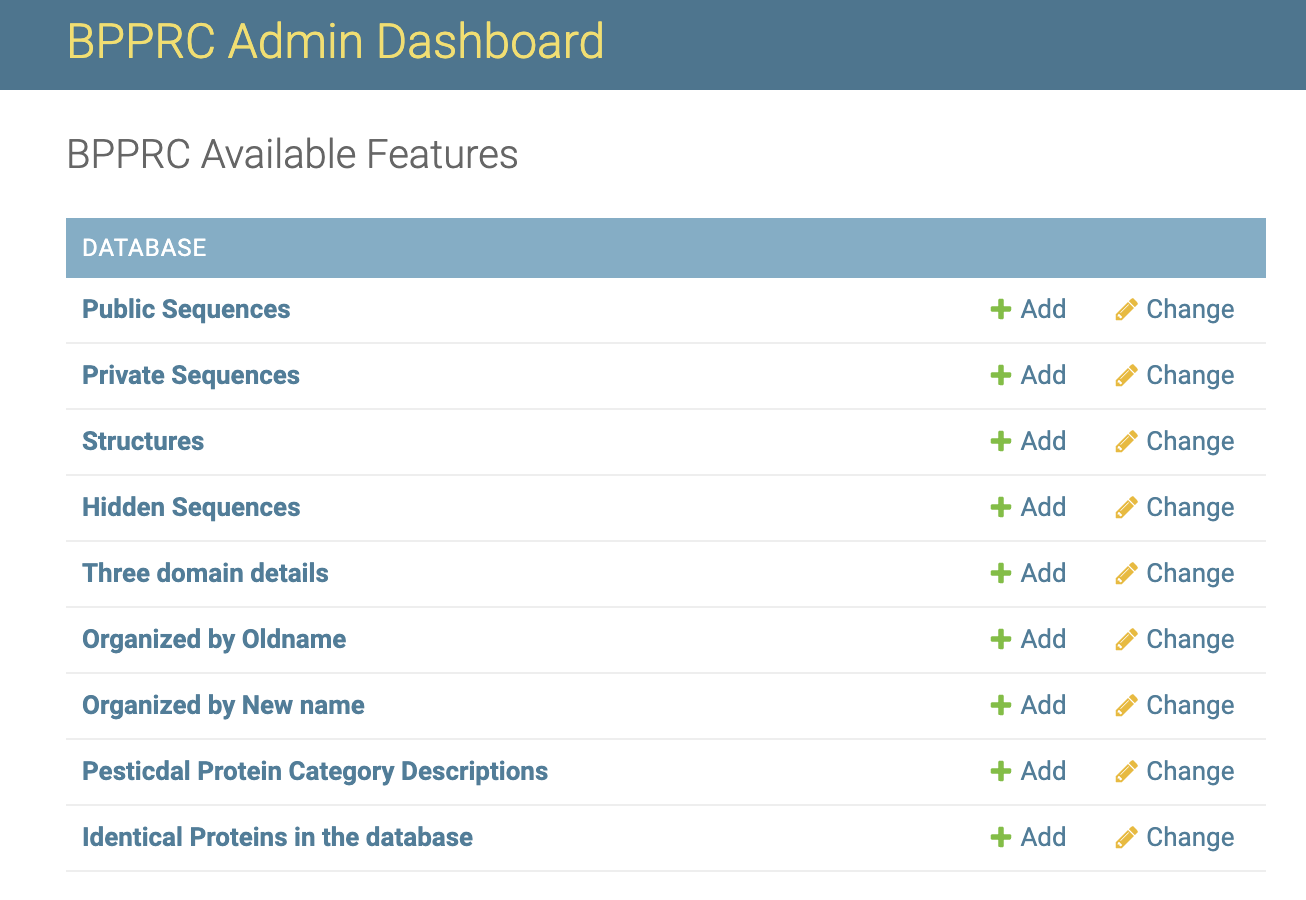 BPPRC Admin Dashboard
BPPRC Available Features
DATABASE
Public Sequences Add Change
Private Sequences Add Change
Structures Add Change
Hidden Sequences Add Change
Three domain details Add Change
Organized by Oldname Add Change
Organized by New name Add Change
Pesticdal Protein Category Descriptions Add Change
Identical Proteins in the database Add Change